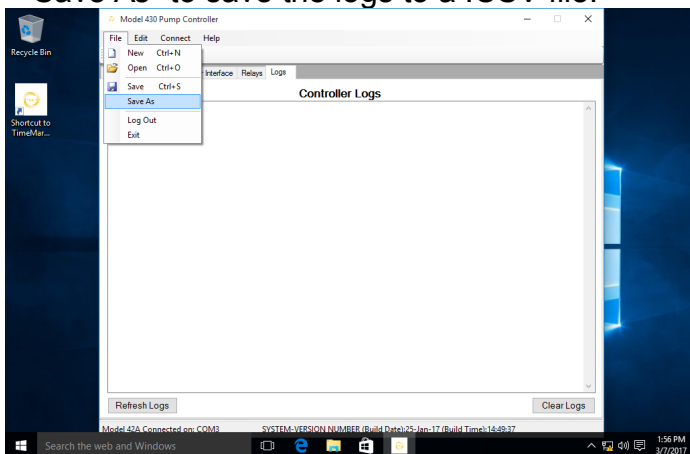 "Save As" to save the logs to a .CSV file.
Model 430 Pump Controller
File Edit Connect Help
New Ctrl+N
Open Ctrl+O
Save Ctrl+S
Save As
Log Out
Exit
Interface Relays Logs
Controller Logs
Recycle Bin
Shortcut to
TimeMar...
Refresh Logs
Clear Logs
Model 42A Connected on: COM3 SYSTEM-VERSION NUMBER (Build Date):25-Jan-17 (Build Time):14:49:37
Search the web and Windows
1:56 PM
3/7/2017